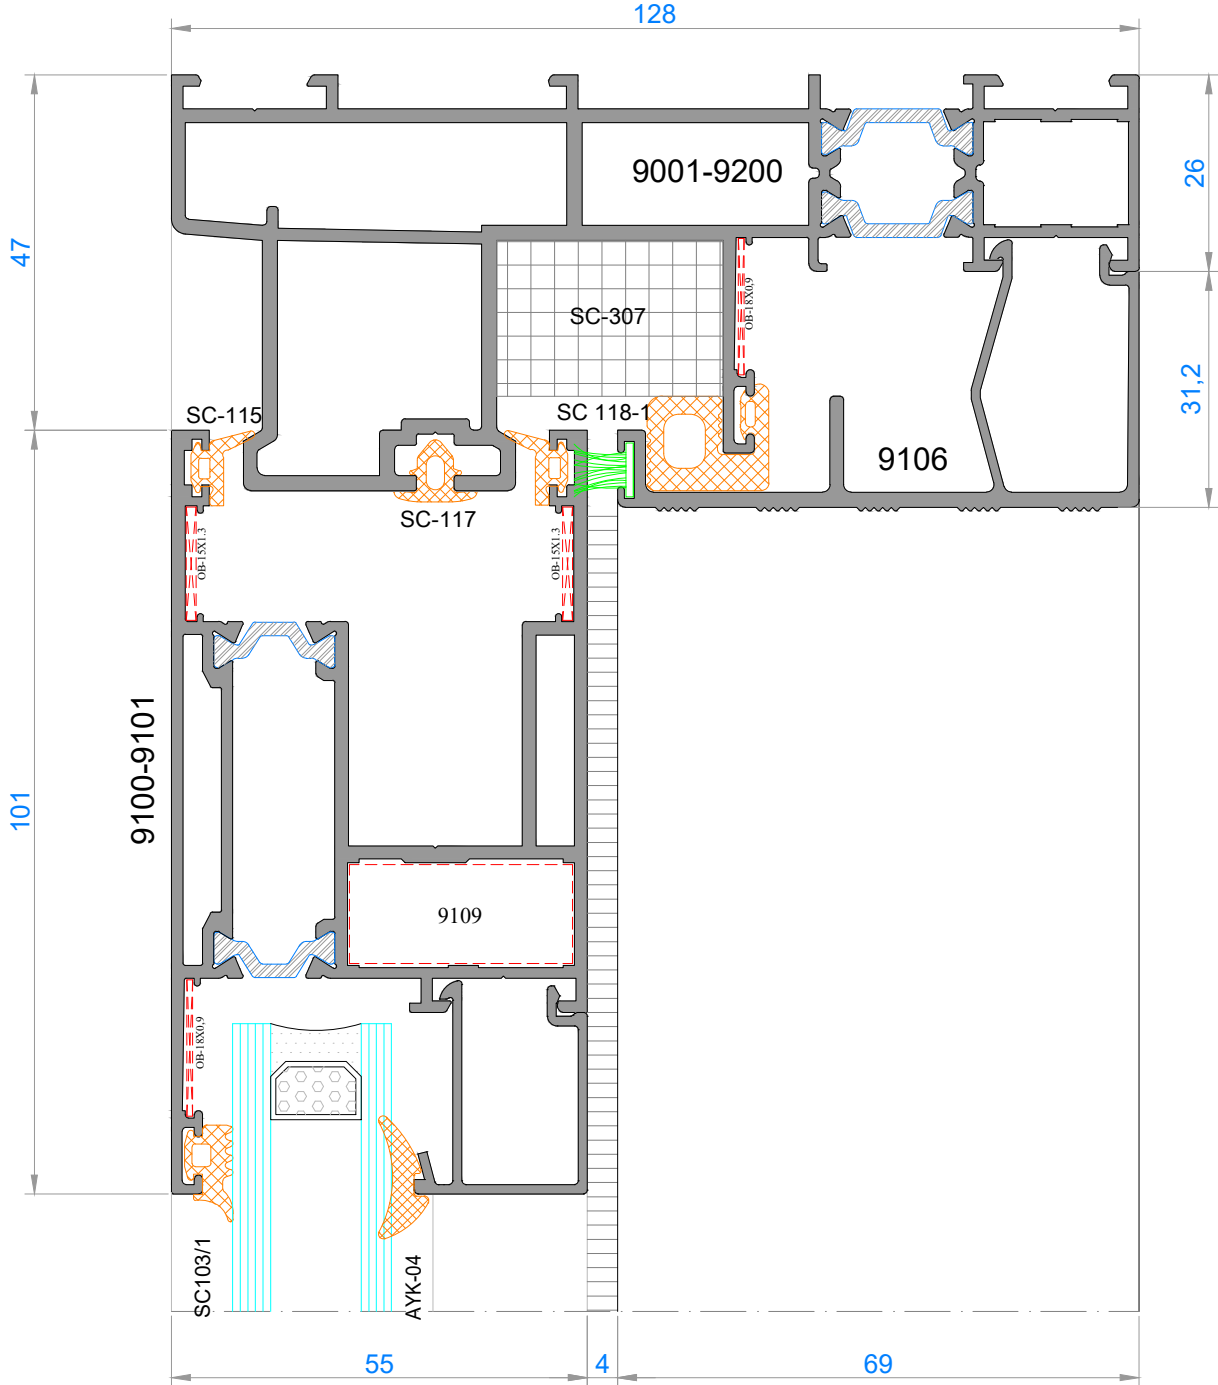 128
9001-9200
26
47
SC-307
OB-18X0,9
31,2
SC-115
SC 118-1
9106
SC-117
OB-15X1.3
OB-15X1.3
9100-9101
101
9109
OB-18X0,9
SC103/1
AYK-04
55
4
69